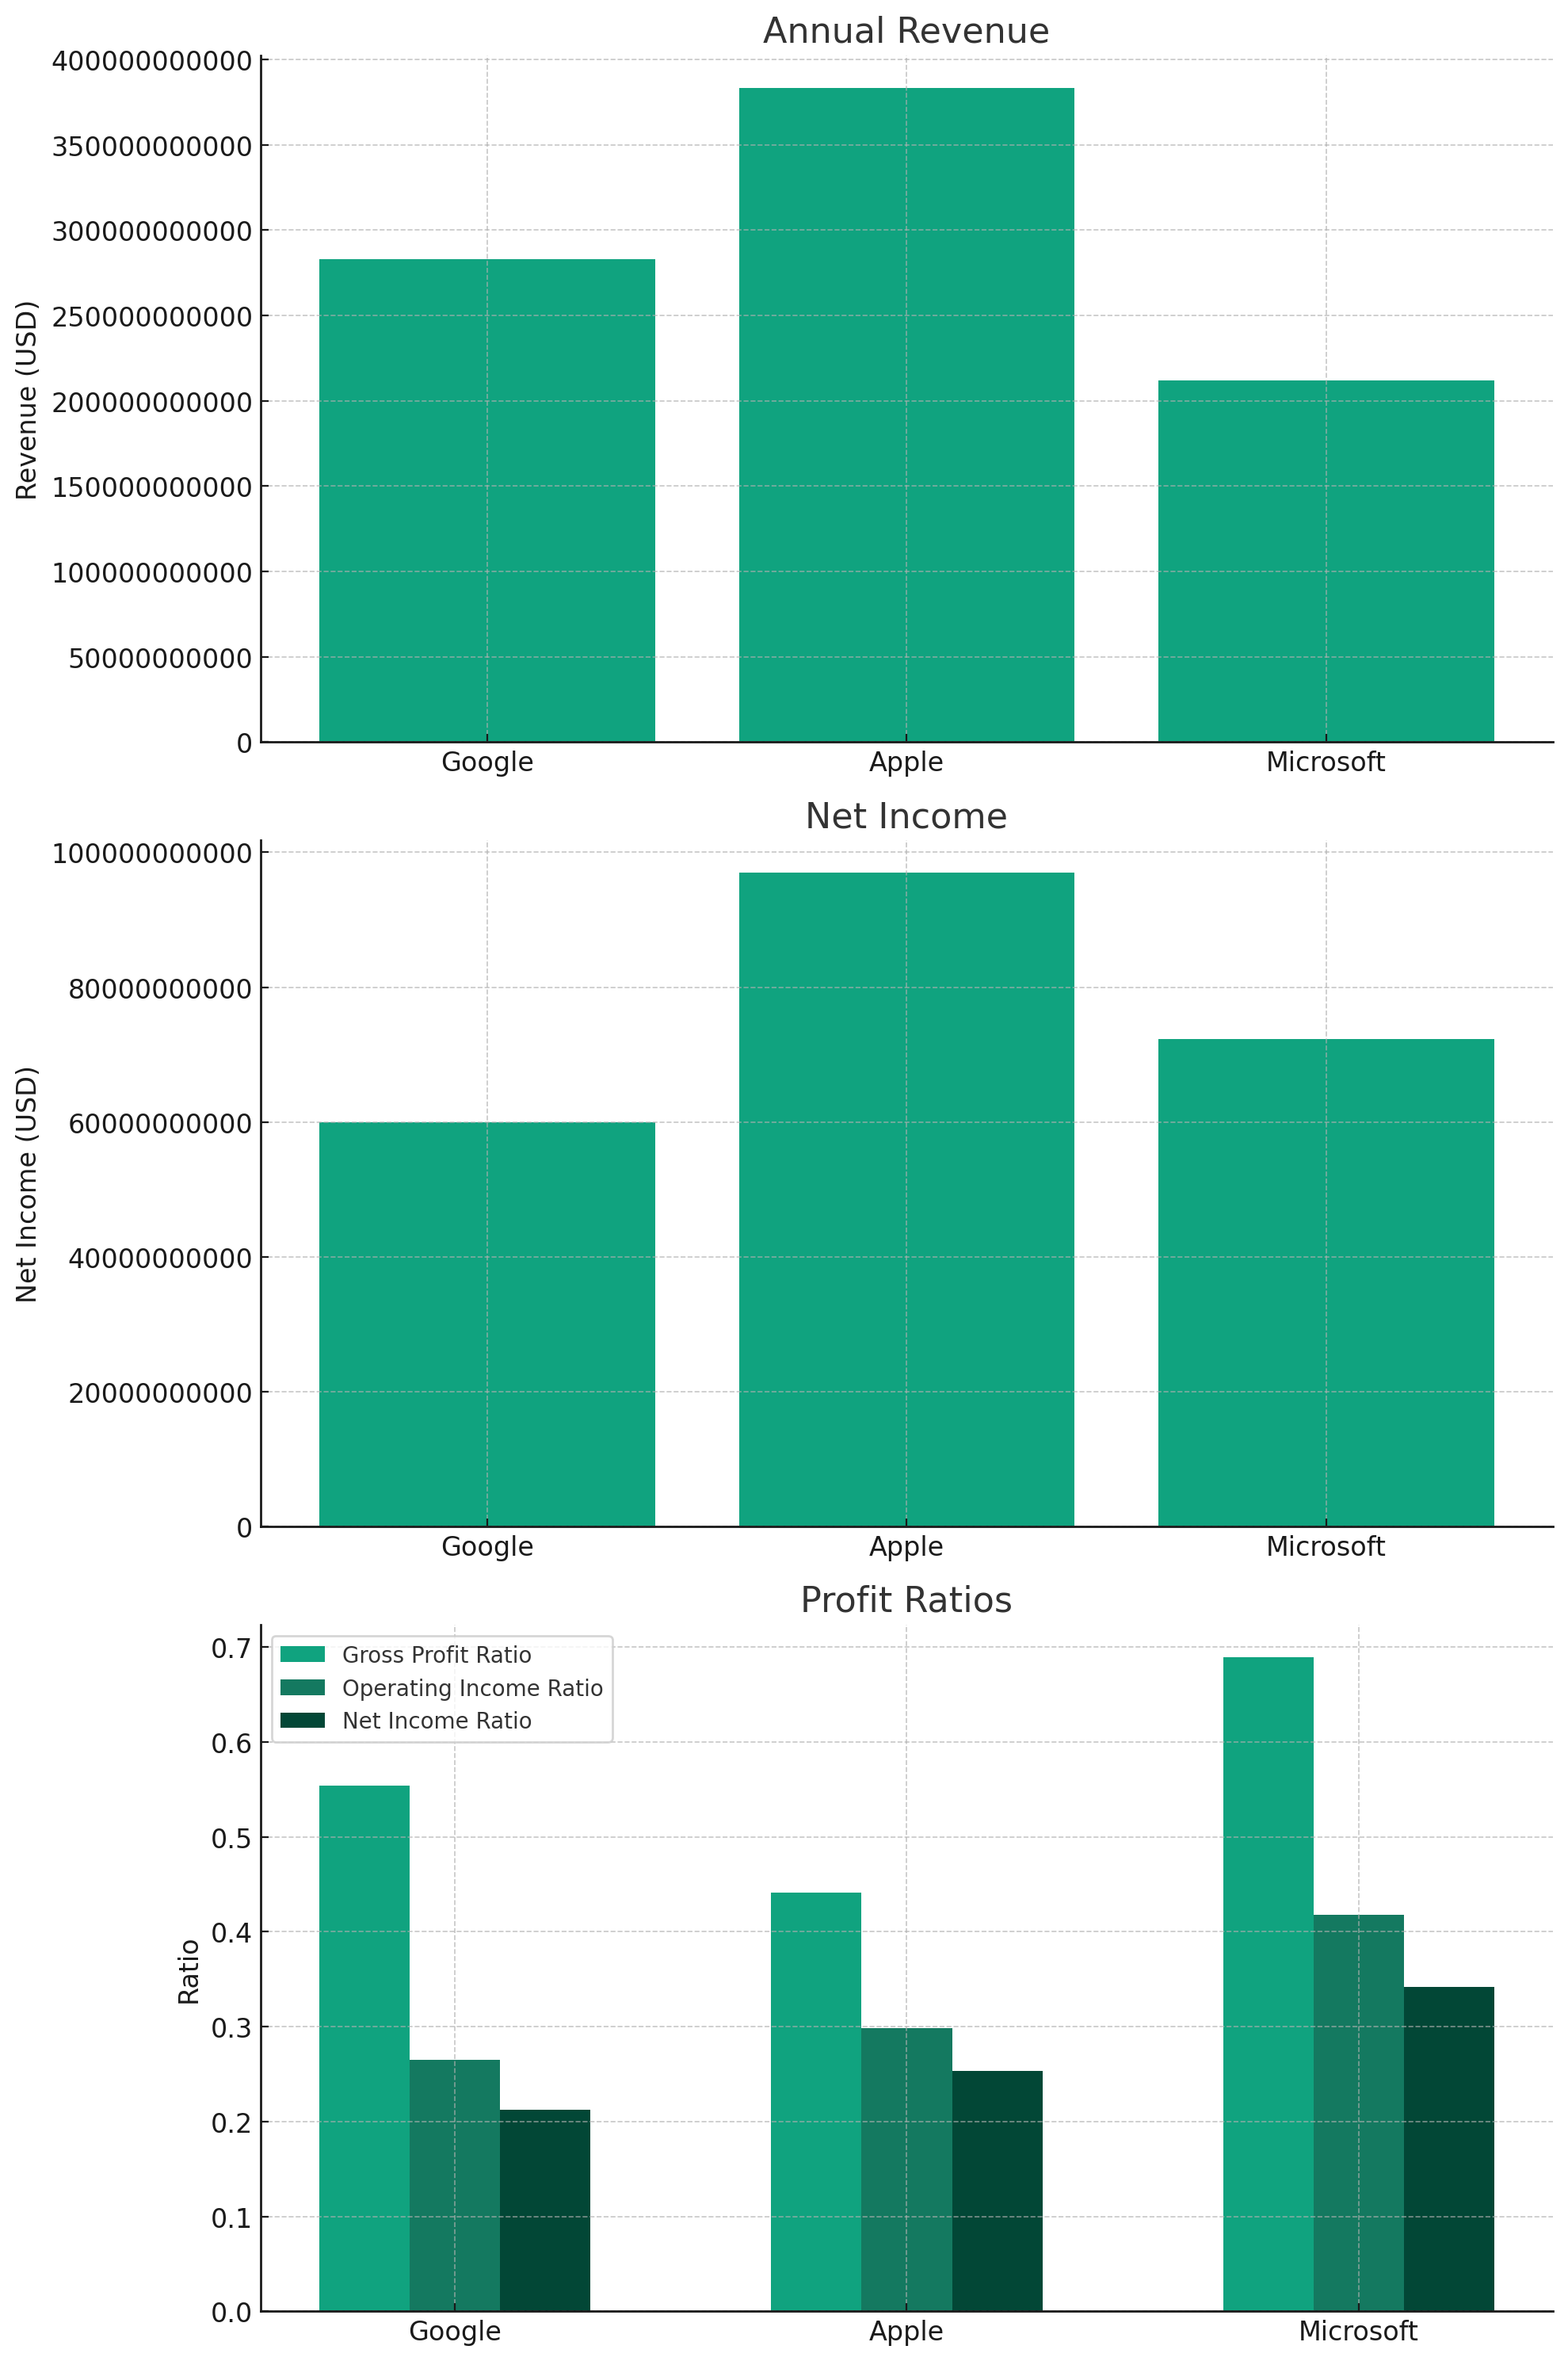 Annual Revenue
Revenue (USD)
400000000000
350000000000
300000000000
250000000000
200000000000
150000000000
100000000000
50000000000
0
Google
Apple
Microsoft
Net Income
Net Income (USD)
100000000000
80000000000
60000000000
40000000000
20000000000
0
Google
Apple
Microsoft
Profit Ratios
Ratio
0.7
0.6
0.5
0.4
0.3
0.2
0.1
0.0
Gross Profit Ratio
Operating Income Ratio
Net Income Ratio
Google
Apple
Microsoft